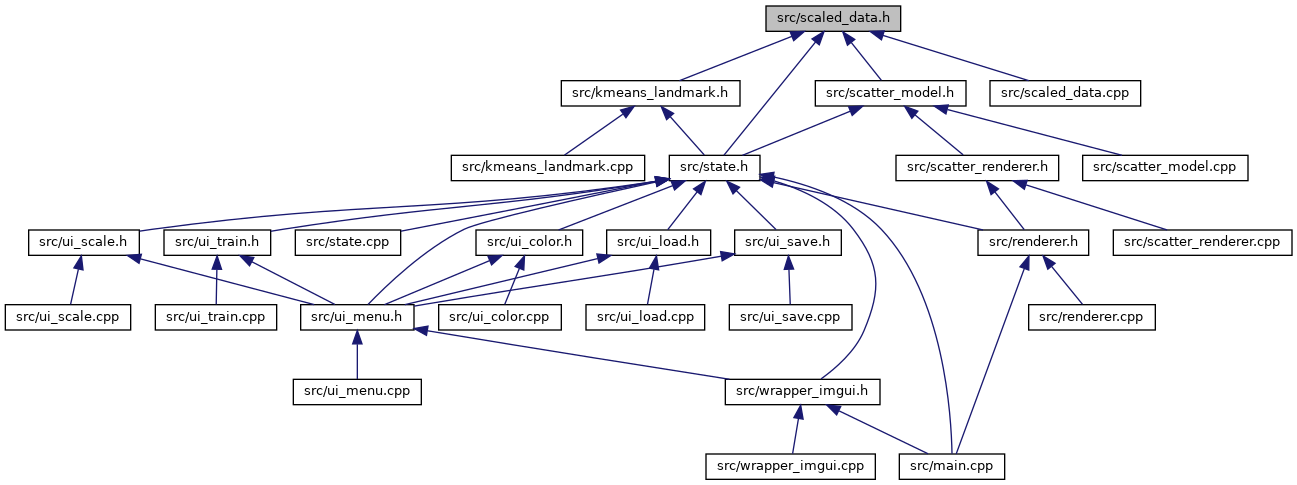 src/scaled_data.h
src/kmeans_landmark.h
src/scatter_model.h
src/scaled_data.cpp
src/kmeans_landmark.cpp
src/state.h
src/scatter_renderer.h
src/scatter_model.cpp
src/ui_scale.h
src/ui_train.h
src/state.cpp
src/ui_color.h
src/ui_load.h
src/ui_save.h
src/renderer.h
src/scatter_renderer.cpp
src/ui_scale.cpp
src/ui_train.cpp
src/ui_menu.h
src/ui_color.cpp
src/ui_load.cpp
src/ui_save.cpp
src/renderer.cpp
src/ui_menu.cpp
src/wrapper_imgui.h
src/wrapper_imgui.cpp
src/main.cpp